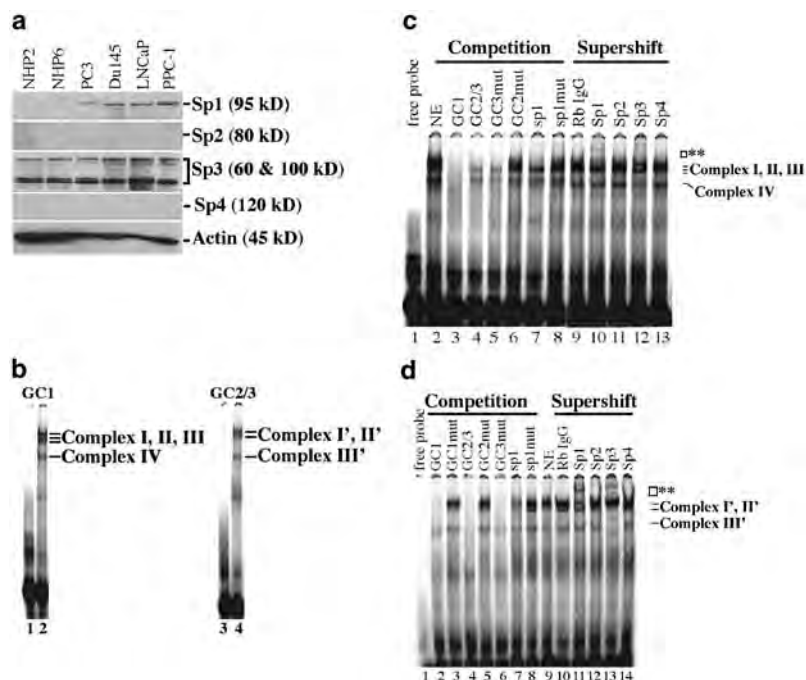 a
NHP2 NHP6 PC3 Du145 LNCaP PPC-1
Sp1 (95 kD)
Sp2 (80 kD)
Sp3 (60 & 100 kD)
Sp4 (120 kD)
Actin (45 kD)
b
GC1
Complex I, II, III
Complex IV
1 2
GC2/3
Complex I', II'
Complex III'
3 4
c
Competition Supershift
free probe NE GC1 GC2/3 GC3mut GC2mut sp1 sp1mut Rb IgG Sp1 Sp2 Sp3 Sp4
**
Complex I, II, III
Complex IV
1 2 3 4 5 6 7 8 9 10 11 12 13
d
Competition Supershift
free probe GC1 GC1mut GC2/3 GC2mut GC3mut sp1 sp1mut NE Rb IgG Sp1 Sp2 Sp3 Sp4
**
Complex I', II'
Complex III'
1 2 3 4 5 6 7 8 9 10 11 12 13 14